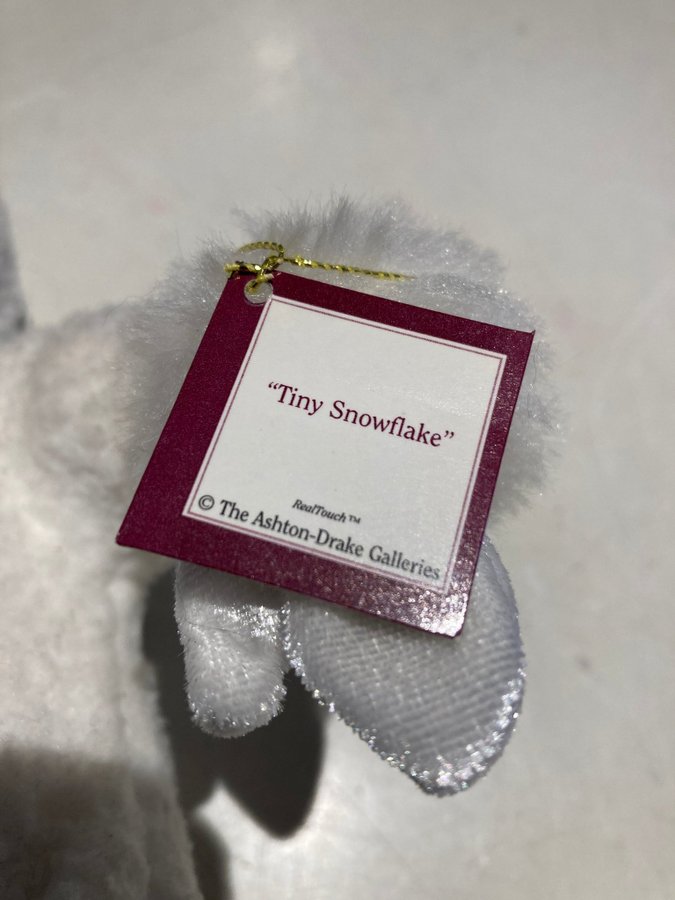 “Tiny Snowflake”
RealTouch™
© The Ashton-Drake Galleries